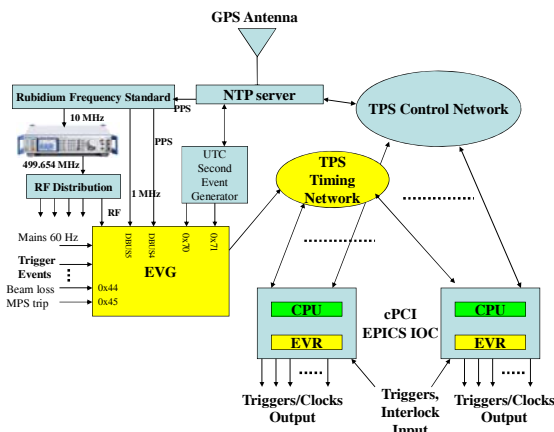 GPS Antenna
Rubidium Frequency Standard
PPS
NTP server
TPS Control Network
10 MHz
499.654 MHz
RF Distribution
RF
1 MHz
PPS
UTC
Second
Event
Generator
TPS
Timing
Network
Mains 60 Hz
Trigger
Events
Beam loss
MPS trip
DBUS5
DBUS4
0x70
0x71
EVG
0x44
0x45
CPU
EVR
cPCI
EPICS IOC
CPU
EVR
Triggers/Clocks
Output
Triggers,
Interlock
Input
Triggers/Clocks
Output